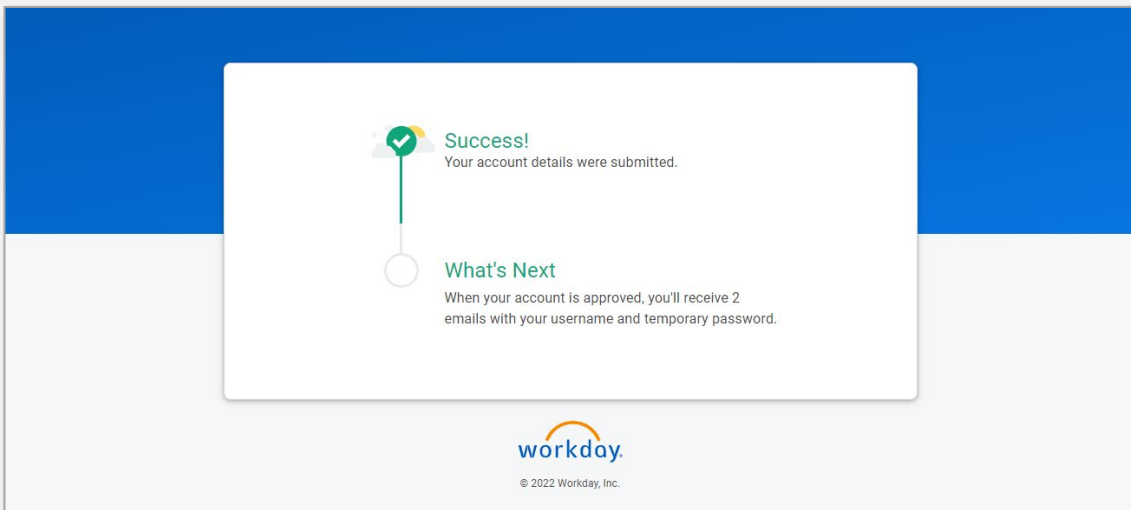 Success!
Your account details were submitted.
What's Next
When your account is approved, you'll receive 2
emails with your username and temporary password.
workday.
© 2022 Workday, Inc.